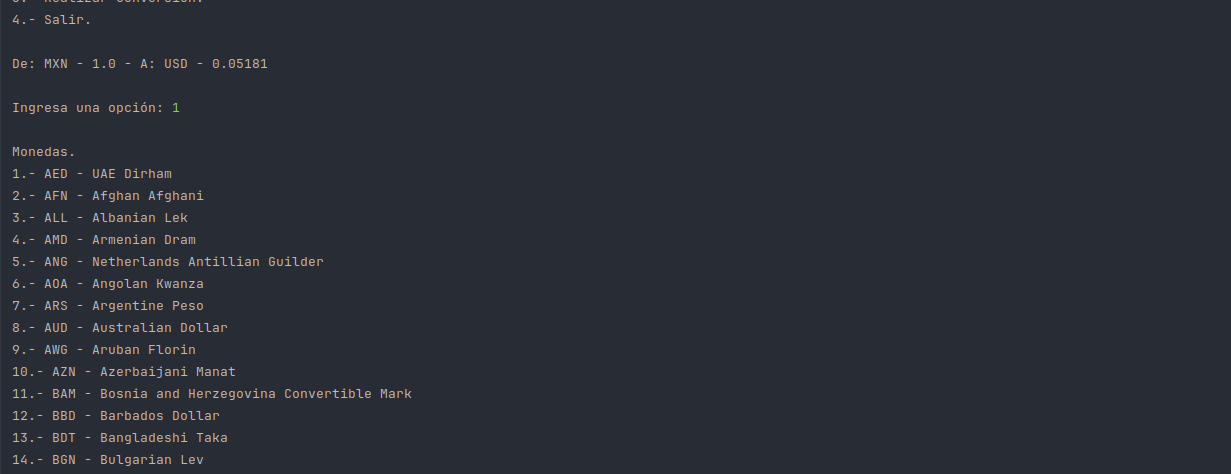 4.- Salir.
De: MXN - 1.0 - A: USD - 0.05181
Ingresa una opción: 1
Monedas.
1.- AED - UAE Dirham
2.- AFN - Afghan Afghani
3.- ALL - Albanian Lek
4.- AMD - Armenian Dram
5.- ANG - Netherlands Antillian Guilder
6.- AOA - Angolan Kwanza
7.- ARS - Argentine Peso
8.- AUD - Australian Dollar
9.- AWG - Aruban Florin
10.- AZN - Azerbaijani Manat
11.- BAM - Bosnia and Herzegovina Convertible Mark
12.- BBD - Barbados Dollar
13.- BDT - Bangladeshi Taka
14.- BGN - Bulgarian Lev